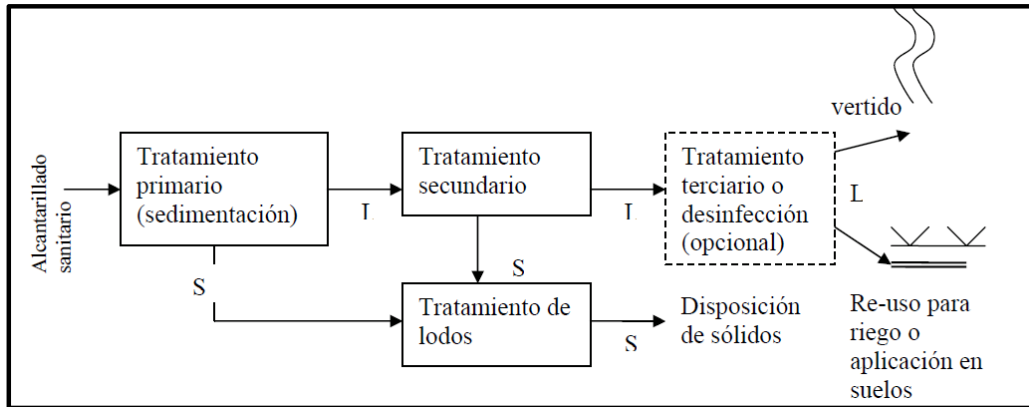 Alcantarillado
sanitario
Tratamiento
primario
(sedimentación)
L
S
Tratamiento
secundario
L
S
Tratamiento de
lodos
S
Disposición
de sólidos
Tratamiento
terciario o
desinfección
(opcional)
vertido
L
Re-uso para
riego o
aplicación en
suelos